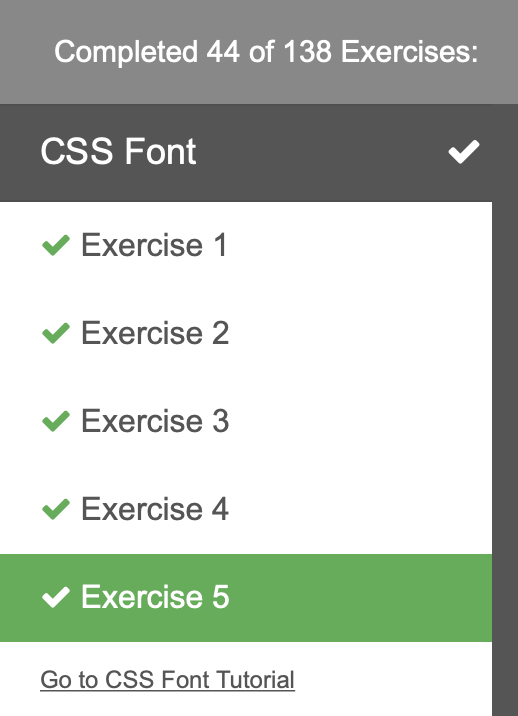 Completed 44 of 138 Exercises:
CSS Font
Exercise 1
Exercise 2
Exercise 3
Exercise 4
Exercise 5
Go to CSS Font Tutorial